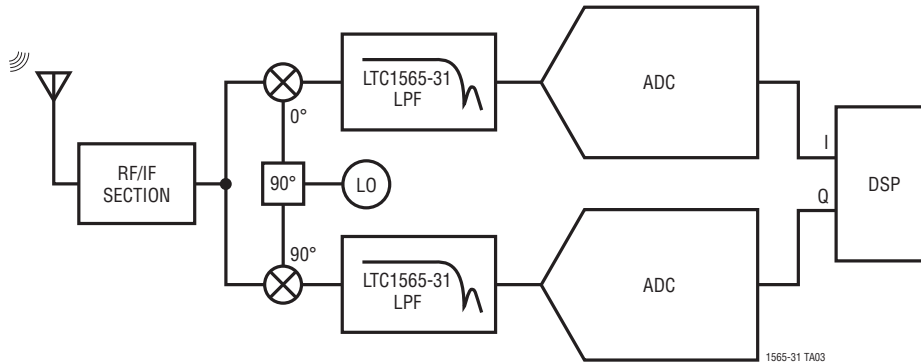 LTC1565-31
LPF
ADC
0°
RF/IF
SECTION
90°
LO
I
Q
DSP
90°
LTC1565-31
LPF
ADC
1565-31 TA03